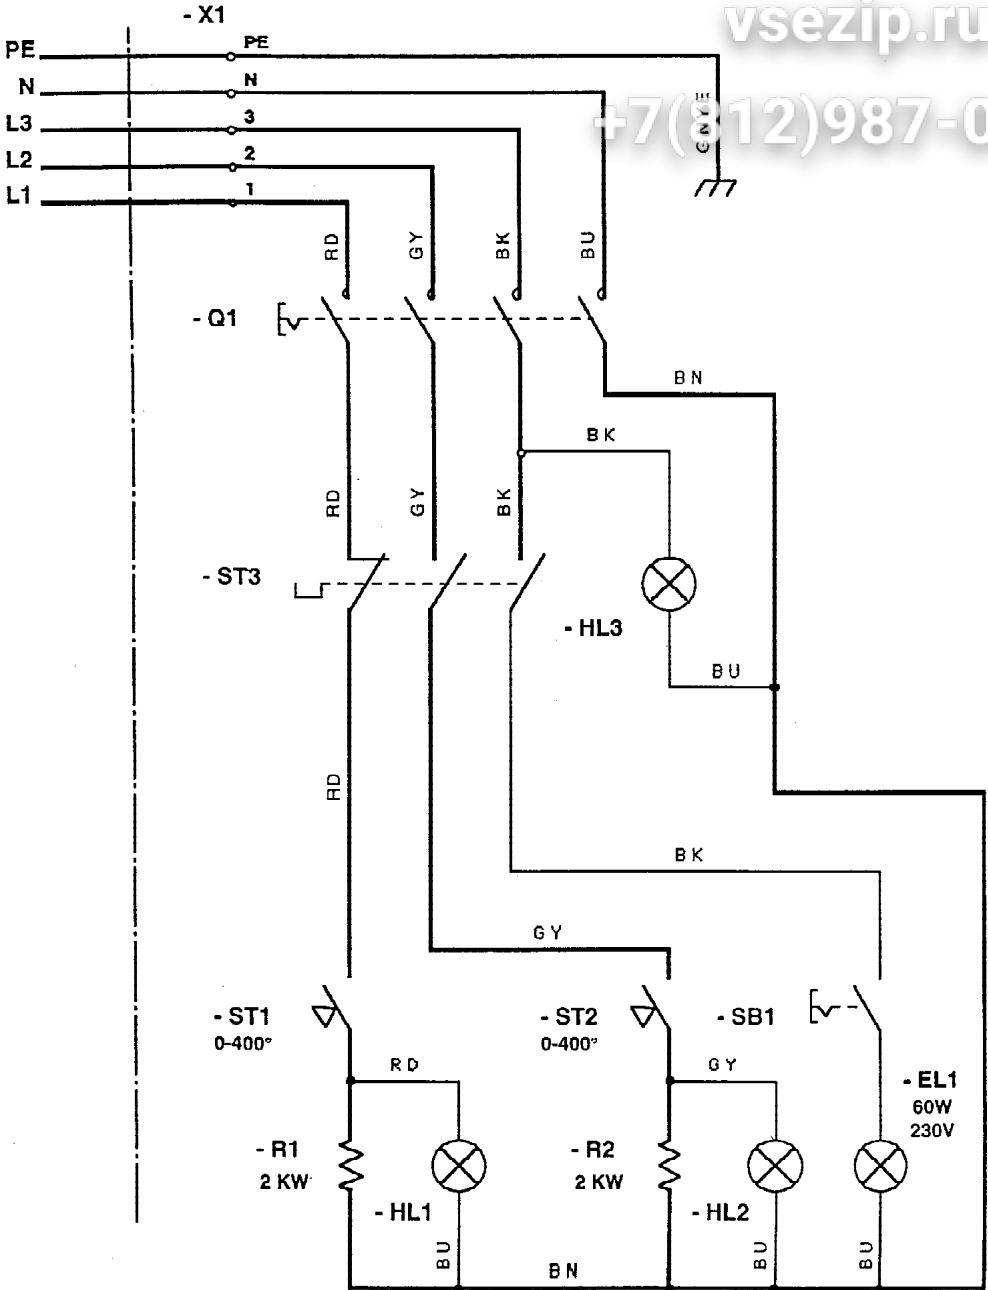 - X1
vsezip.ru
PE PE
N N
L3 3
+7(812)987-0
GNYE
L2 2
L1 1
RD GY BK BU
- Q1
BN
BK
RD GY BK
- ST3
- HL3
BU
RD
BK
GY
- ST1
0-400°
- ST2
0-400°
- SB1
RD
GY
- EL1
60W
230V
- R1
2 KW
- R2
2 KW
- HL1
- HL2
BU BU BU
BN